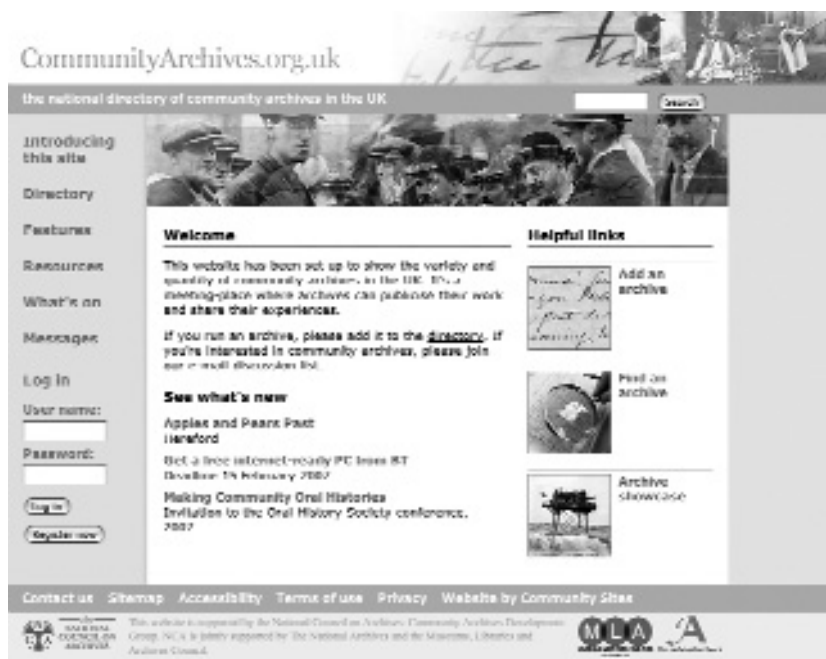 CommunityArchives.org.uk
the national directory of community archives in the UK
Search
Introducing
this site
Directory
Features
Resources
What's on
Messages
Log in
User name:
Password:
Log in
Register now
Welcome
This website has been set up to show the variety and
quantity of community archives in the UK. It's a
meeting-place where archives can publicise their work
and share their experiences.
If you run an archive, please add it to the directory. If
you're interested in community archives, please join
our e-mail discussion list.
See what's new
Apples and Pears Past
Hereford
Get a free internet-ready PC from BT
Deadline 15 February 2007
Making Community Oral Histories
Invitation to the Oral History Society conference,
2007
Helpful links
Add an
archive
Find an
archive
Archive
showcase
Contact us Sitemap Accessibility Terms of use Privacy Website by Community Sites
NATIONAL
COUNCIL ON
ARCHIVES
This website is supported by the National Council on Archives' Community Archives Development
Group. NCA is jointly supported by The National Archives and the Museums, Libraries and
Archives Council.
MLA
A